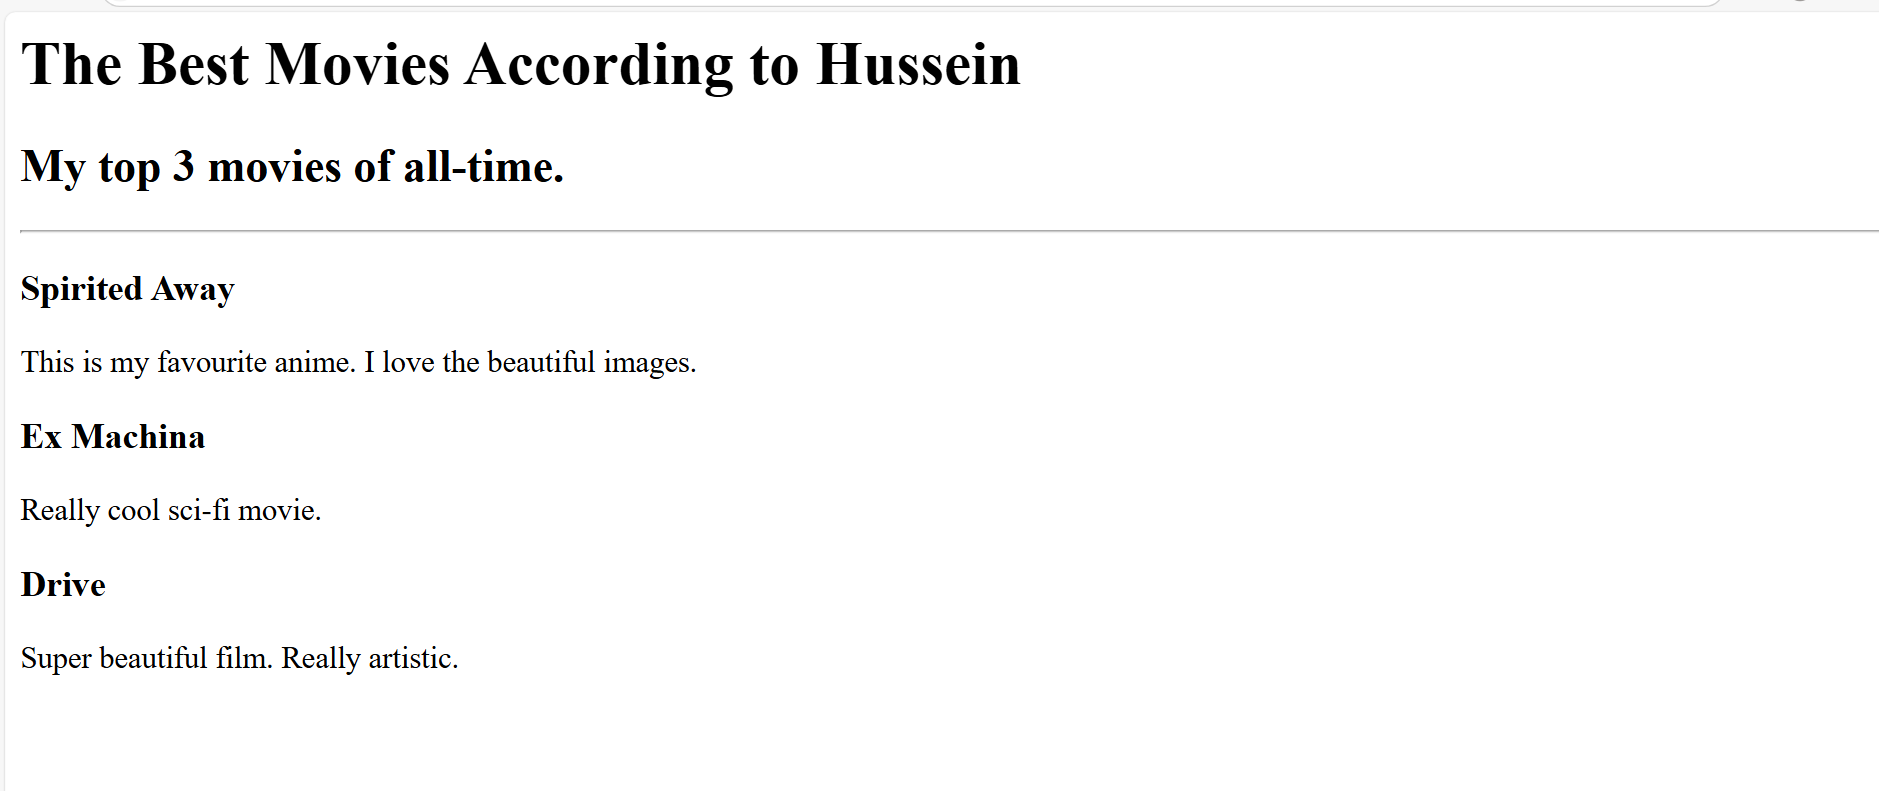 The Best Movies According to Hussein
My top 3 movies of all-time.
Spirited Away
This is my favourite anime. I love the beautiful images.
Ex Machina
Really cool sci-fi movie.
Drive
Super beautiful film. Really artistic.